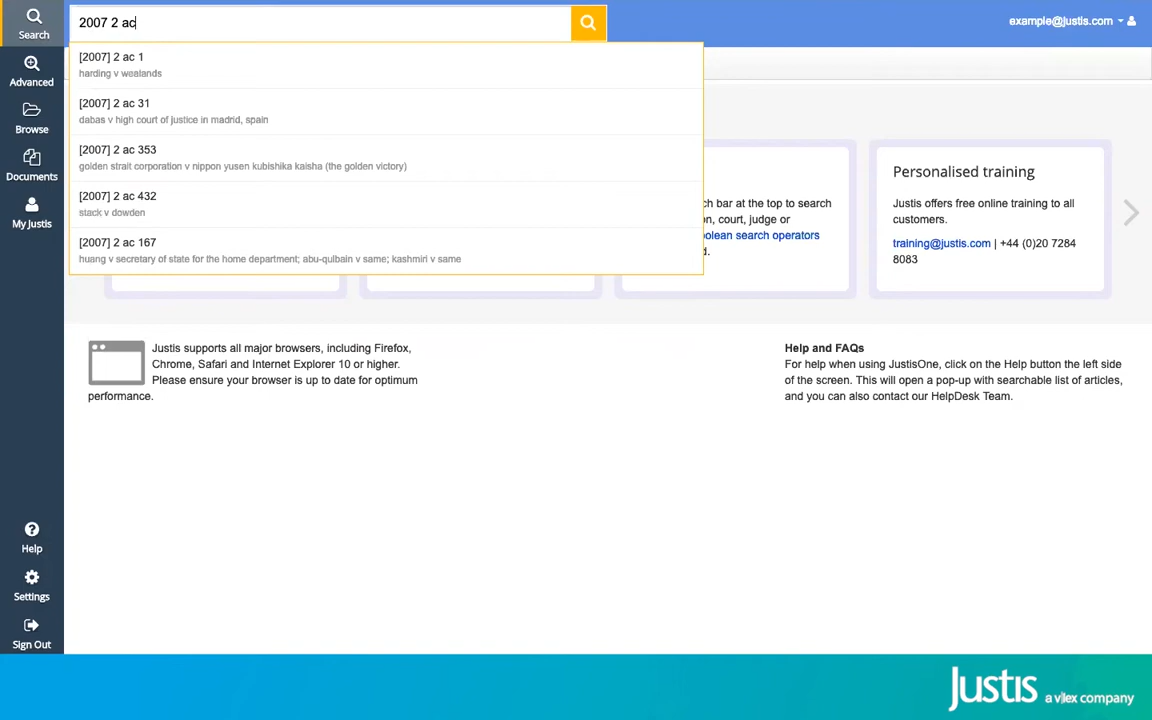 Search
2007 2 ac
example@justis.com
[2007] 2 ac 1
harding v wealands
[2007] 2 ac 31
dabas v high court of justice in madrid, spain
[2007] 2 ac 353
golden strait corporation v nippon yusen kubishika kaisha (the golden victory)
[2007] 2 ac 432
stack v dowden
[2007] 2 ac 167
huang v secretary of state for the home department; abu-qulbain v same; kashmiri v same
Advanced
Browse
Documents
My Justis
ch bar at the top to search
on, court, judge or
oolean search operators
d.
Personalised training
Justis offers free online training to all
customers.
training@justis.com | +44 (0)20 7284
8083
Justis supports all major browsers, including Firefox,
Chrome, Safari and Internet Explorer 10 or higher.
Please ensure your browser is up to date for optimum
performance.
Help and FAQs
For help when using JustisOne, click on the Help button the left side
of the screen. This will open a pop-up with searchable list of articles,
and you can also contact our HelpDesk Team.
Help
Settings
Sign Out
Justis a vlex company